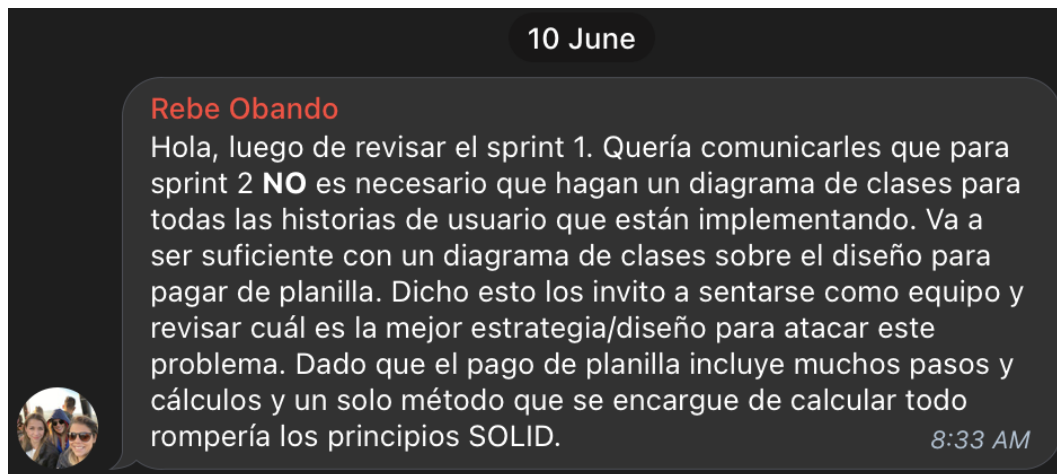 10 June
Rebe Obando
Hola, luego de revisar el sprint 1. Quería comunicarles que para
sprint 2 NO es necesario que hagan un diagrama de clases para
todas las historias de usuario que están implementando. Va a
ser suficiente con un diagrama de clases sobre el diseño para
pagar de planilla. Dicho esto los invito a sentarse como equipo y
revisar cuál es la mejor estrategia/diseño para atacar este
problema. Dado que el pago de planilla incluye muchos pasos y
cálculos y un solo método que se encargue de calcular todo
rompería los principios SOLID.
8:33 AM